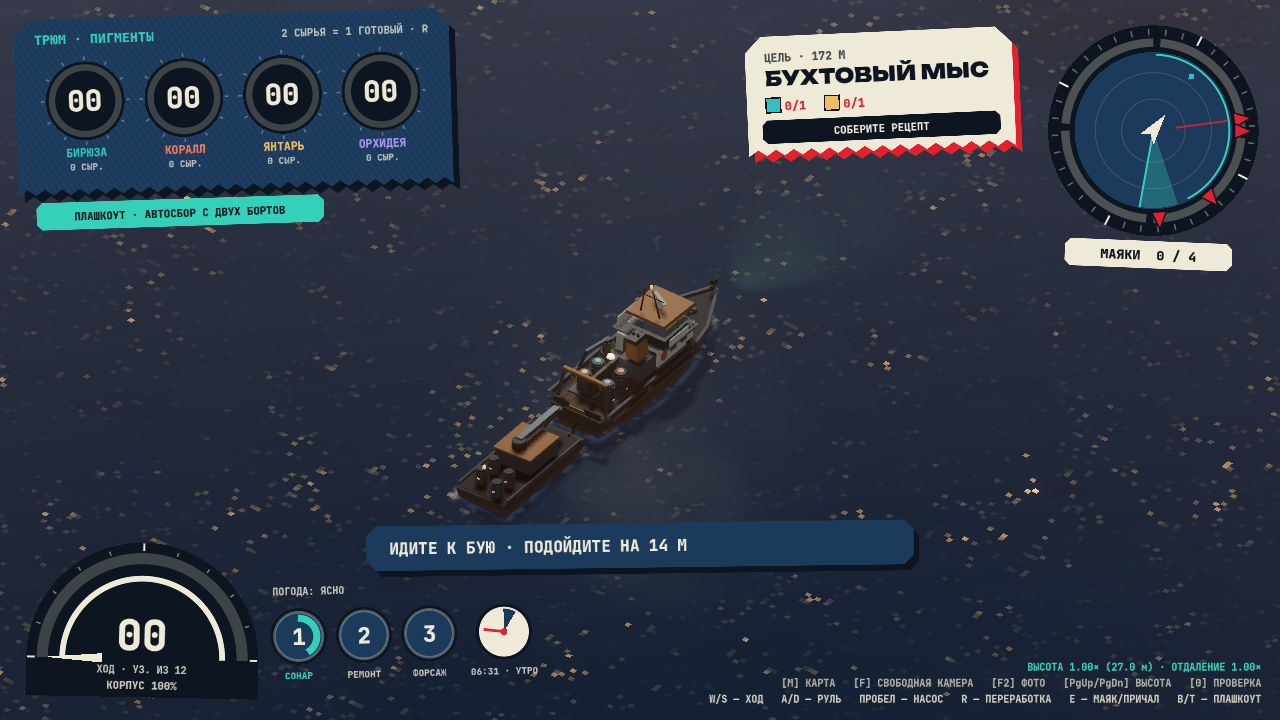 ТРЮМ · ПИГМЕНТЫ
2 СЫРЬЯ = 1 ГОТОВЫЙ · R
00 00 00 00
БИРЮЗА КОРАЛЛ ЯНТАРЬ ОРХИДЕЯ
0 СЫР. 0 СЫР. 0 СЫР. 0 СЫР.
ПЛАШКОУТ · АВТОСБОР С ДВУХ БОРТОВ
ЦЕЛЬ · 172 М
БУХТОВЫЙ МЫС
0/1 0/1
СОБЕРИТЕ РЕЦЕПТ
МАЯКИ 0 / 4
ИДИТЕ К БУЮ · ПОДОЙДИТЕ НА 14 М
00
ХОД · УЗ. ИЗ 12
КОРПУС 100%
ПОГОДА: ЯСНО
1 2 3
СОНАР РЕМОНТ ФОРСАЖ 06:31 · УТРО
ВЫСОТА 1.00× (27.0 м) · ОТДАЛЕНИЕ 1.00×
[M] КАРТА [F] СВОБОДНАЯ КАМЕРА [F2] ФОТО [PgUp/PgDn] ВЫСОТА [0] ПРОВЕРКА
W/S — ХОД A/D — РУЛЬ ПРОБЕЛ — НАСОС R — ПЕРЕРАБОТКА E — МАЯК/ПРИЧАЛ B/T — ПЛАШКОУТ